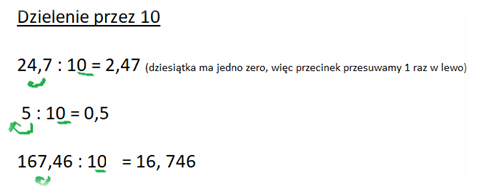 Dzielenie przez 10
24,7 : 10 = 2,47 (dziesiątka ma jedno zero, więc przecinek przesuwamy 1 raz w lewo)
5 : 10 = 0,5
167,46 : 10 = 16, 746